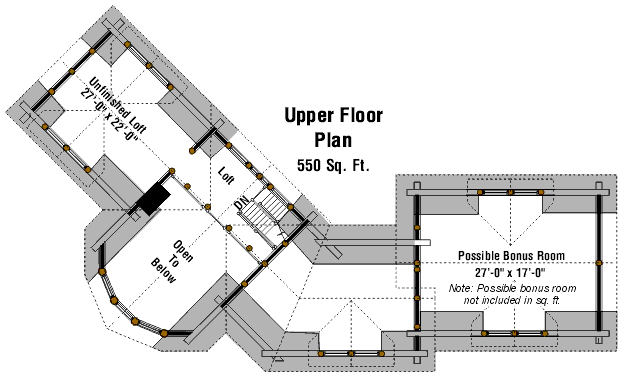 Upper Floor
Plan
550 Sq. Ft.
Unfinished Loft
27'-0" x 22'-0"
Loft
DN
Open
To
Below
Possible Bonus Room
27'-0" x 17'-0"
Note: Possible bonus room
not included in sq. ft.